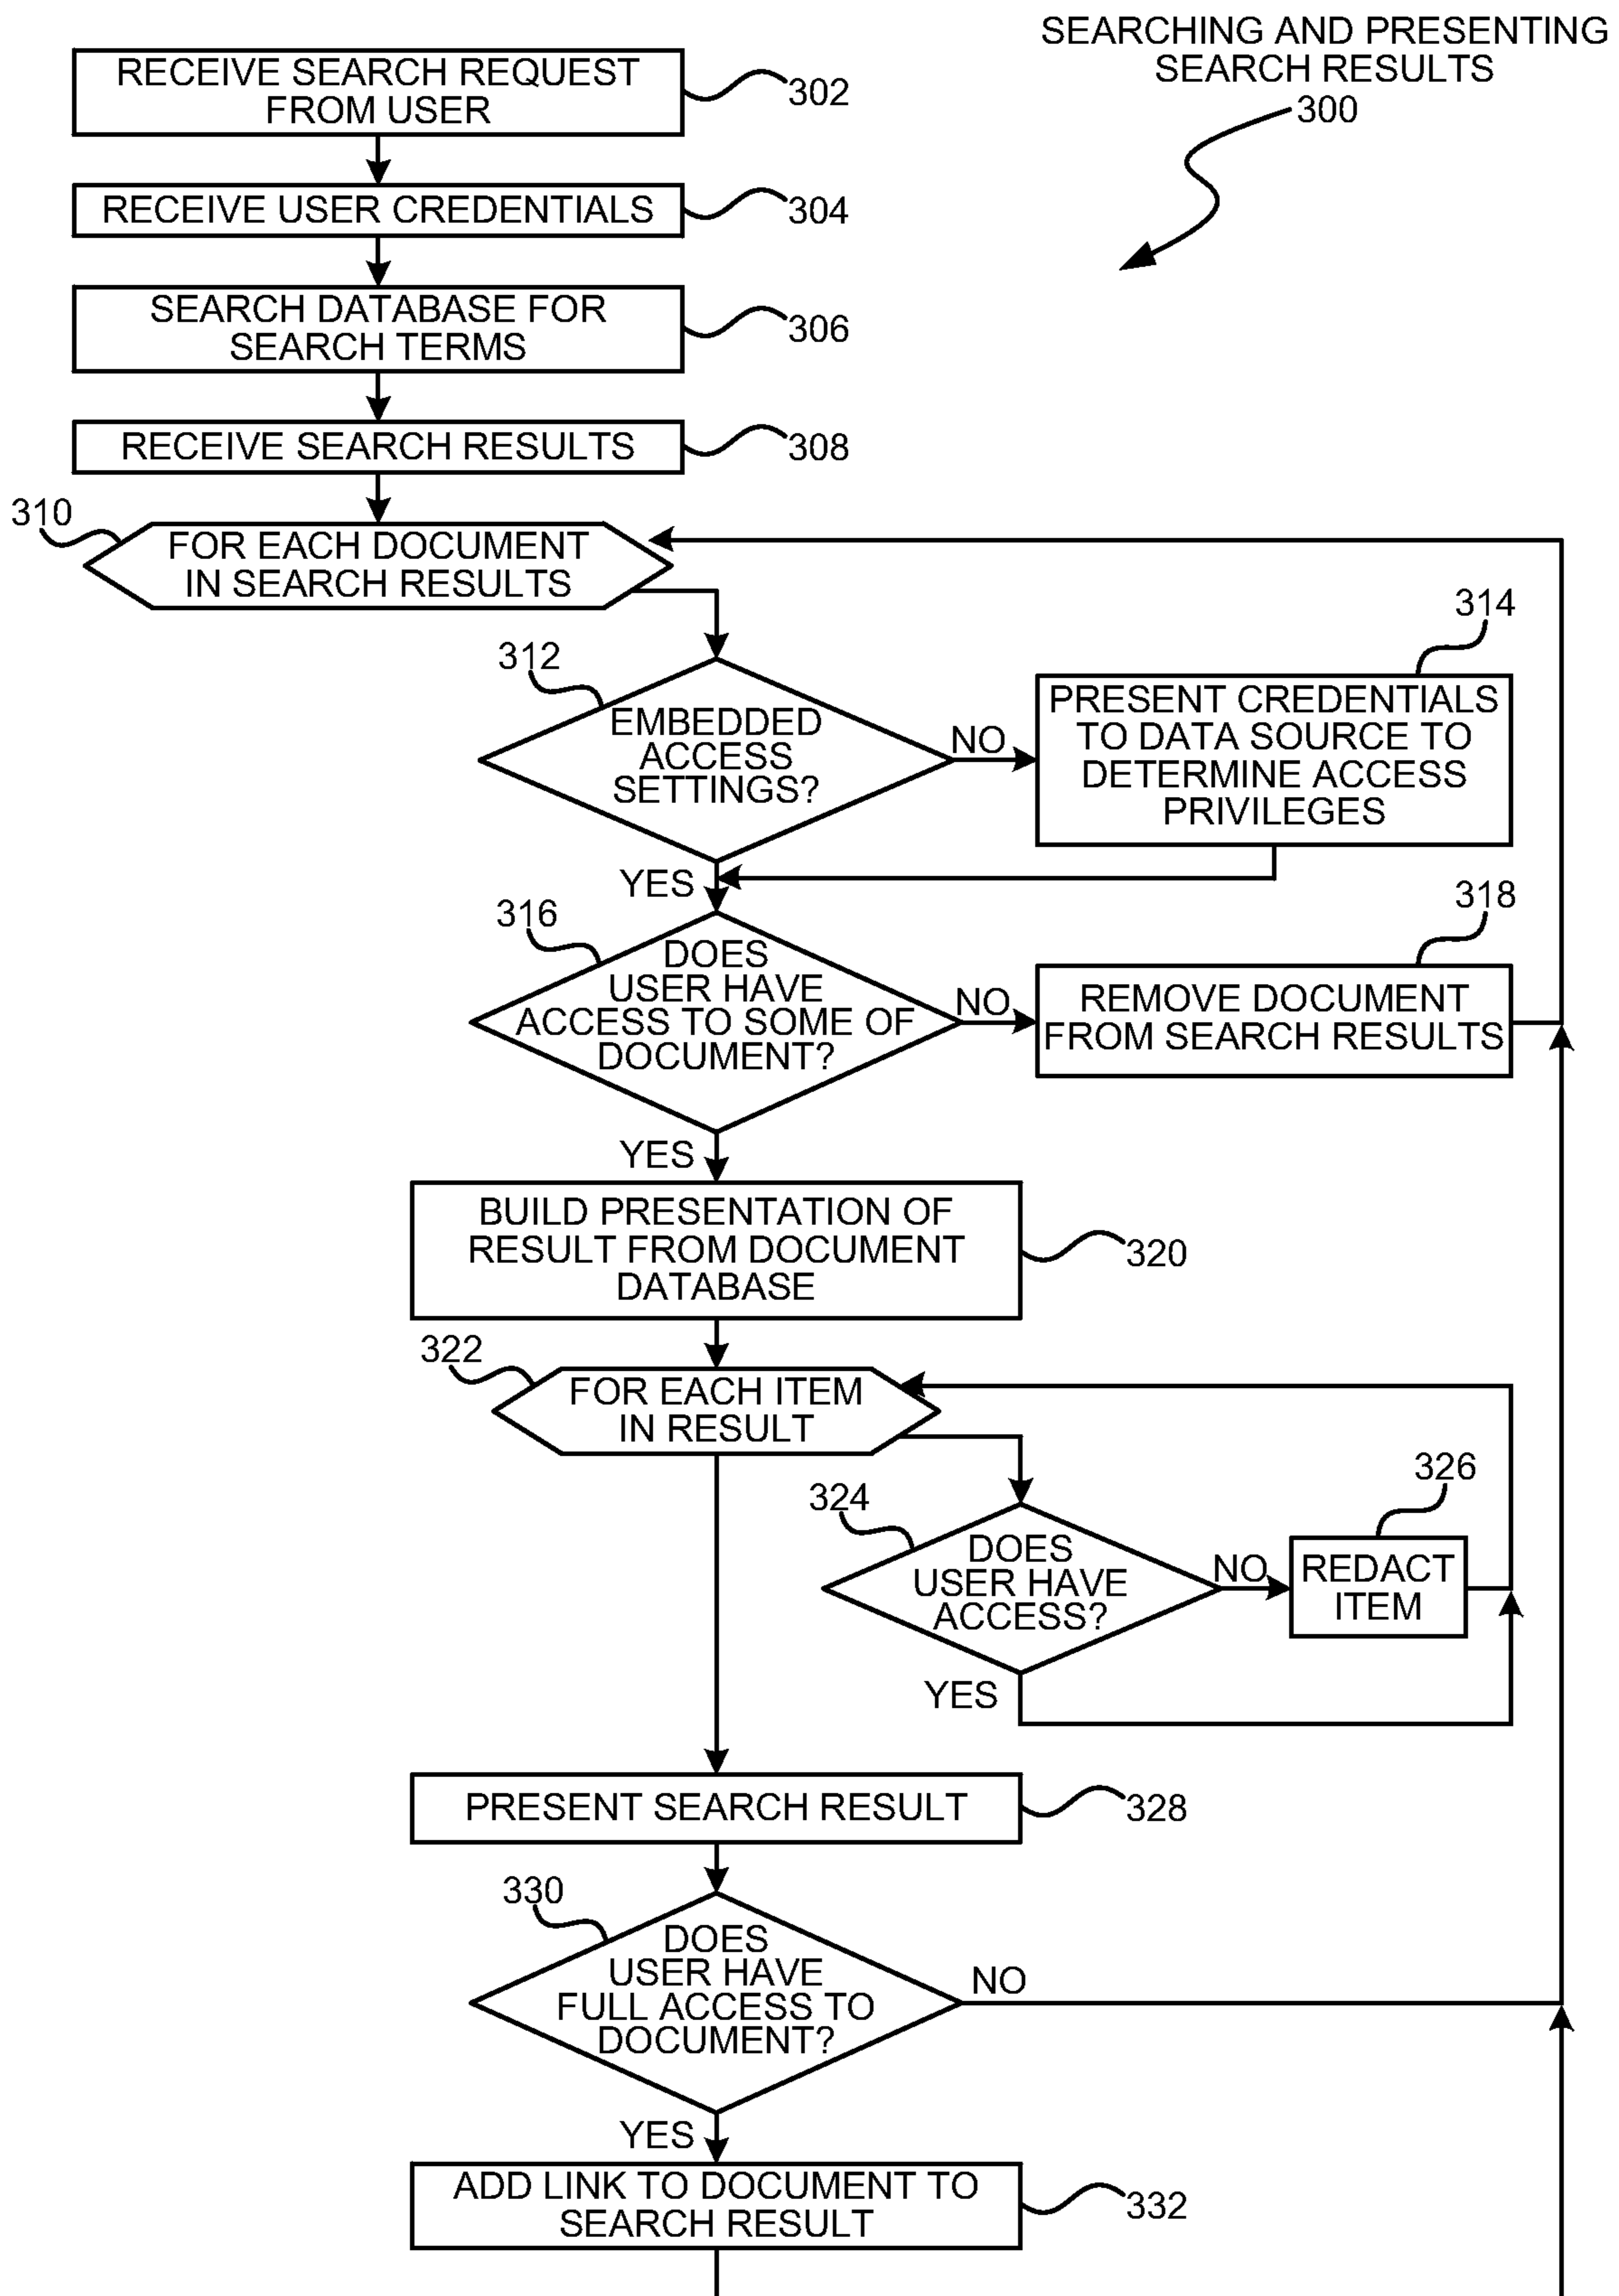 SEARCHING AND PRESENTING
SEARCH RESULTS
300
RECEIVE SEARCH REQUEST
FROM USER
302
RECEIVE USER CREDENTIALS
304
SEARCH DATABASE FOR
SEARCH TERMS
306
RECEIVE SEARCH RESULTS
308
310
FOR EACH DOCUMENT
IN SEARCH RESULTS
312
EMBEDDED
ACCESS
SETTINGS?
NO
314
PRESENT CREDENTIALS
TO DATA SOURCE TO
DETERMINE ACCESS
PRIVILEGES
YES
316
DOES
USER HAVE
ACCESS TO SOME OF
DOCUMENT?
NO
318
REMOVE DOCUMENT
FROM SEARCH RESULTS
YES
BUILD PRESENTATION OF
RESULT FROM DOCUMENT
DATABASE
320
322
FOR EACH ITEM
IN RESULT
324
DOES
USER HAVE
ACCESS?
NO
326
REDACT
ITEM
YES
PRESENT SEARCH RESULT
328
330
DOES
USER HAVE
FULL ACCESS TO
DOCUMENT?
NO
YES
ADD LINK TO DOCUMENT TO
SEARCH RESULT
332